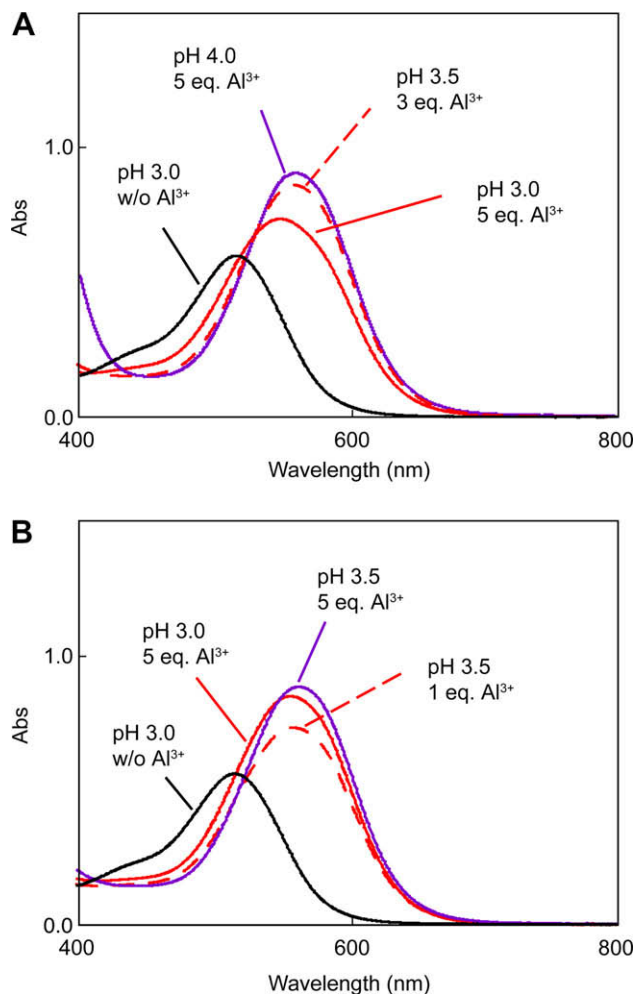 A
pH 4.0
5 eq. Al³⁺
pH 3.5
3 eq. Al³⁺
1.0
pH 3.0
w/o Al³⁺
pH 3.0
5 eq. Al³⁺
Abs
0.0
400
600
800
Wavelength (nm)
B
pH 3.5
5 eq. Al³⁺
pH 3.0
5 eq. Al³⁺
1.0
pH 3.5
1 eq. Al³⁺
pH 3.0
w/o Al³⁺
Abs
0.0
400
600
800
Wavelength (nm)